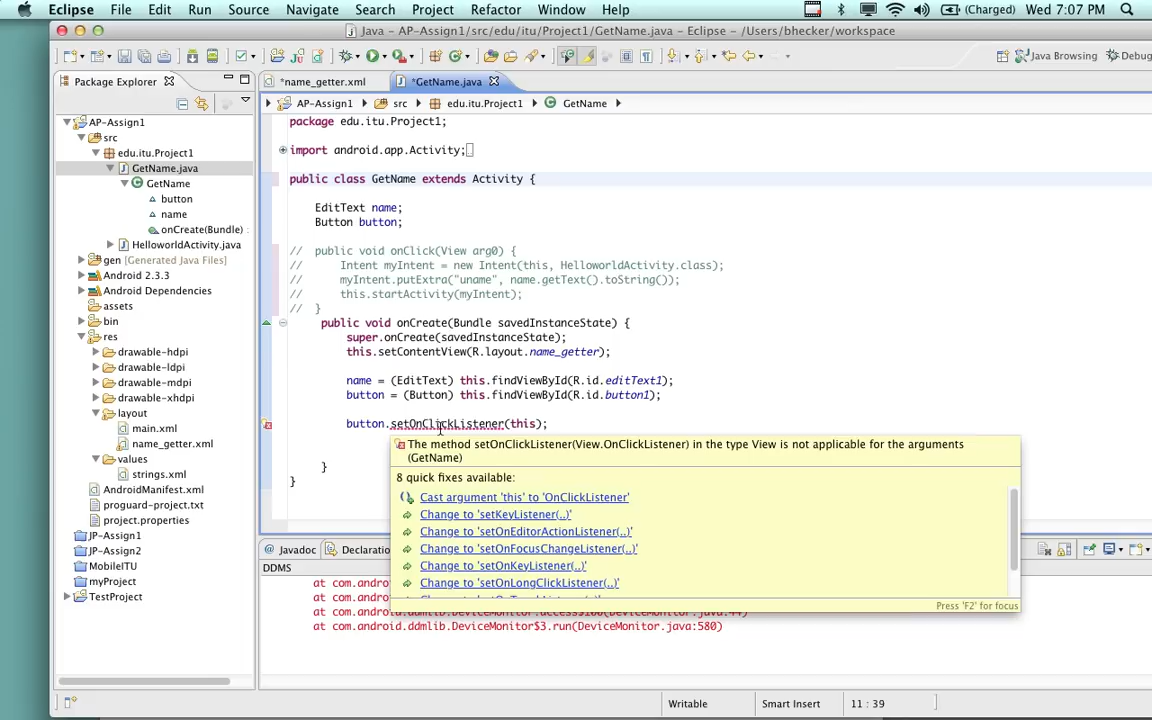 Eclipse File Edit Run Source Navigate Search Project Refactor Window Help (Charged) Wed 7:07 PM
Java – AP-Assign1/src/edu/itu/Project1/GetName.java – Eclipse – /Users/bhecker/workspace
Java Browsing Debug
Package Explorer
*name_getter.xml
*GetName.java
AP-Assign1 src edu.itu.Project1 GetName
AP-Assign1
src
edu.itu.Project1
GetName.java
GetName
button
name
onCreate(Bundle) :
HelloworldActivity.java
gen [Generated Java Files]
Android 2.3.3
Android Dependencies
assets
bin
res
drawable-hdpi
drawable-ldpi
drawable-mdpi
drawable-xhdpi
layout
main.xml
name_getter.xml
values
strings.xml
AndroidManifest.xml
proguard-project.txt
project.properties
JP-Assign1
JP-Assign2
MobileITU
myProject
TestProject
package edu.itu.Project1;
import android.app.Activity;
public class GetName extends Activity {
EditText name;
Button button;
// public void onClick(View arg0) {
// Intent myIntent = new Intent(this, HelloworldActivity.class);
// myIntent.putExtra("uname", name.getText().toString());
// this.startActivity(myIntent);
// }
public void onCreate(Bundle savedInstanceState) {
super.onCreate(savedInstanceState);
this.setContentView(R.layout.name_getter);
name = (EditText) this.findViewById(R.id.editText1);
button = (Button) this.findViewById(R.id.button1);
button.setOnClickListener(this);
}
}
The method setOnClickListener(View.OnClickListener) in the type View is not applicable for the arguments
(GetName)
8 quick fixes available:
Cast argument 'this' to 'OnClickListener'
Change to 'setKeyListener(..)'
Change to 'setOnEditorActionListener(..)'
Change to 'setOnFocusChangeListener(..)'
Change to 'setOnKeyListener(..)'
Change to 'setOnLongClickListener(..)'
Press 'F2' for focus
Javadoc Declaratio
DDMS
at com.andro
at com.andro
at com.android.ddmlib.DeviceMonitor$3.run(DeviceMonitor.java:580)
Writable Smart Insert 11 : 39